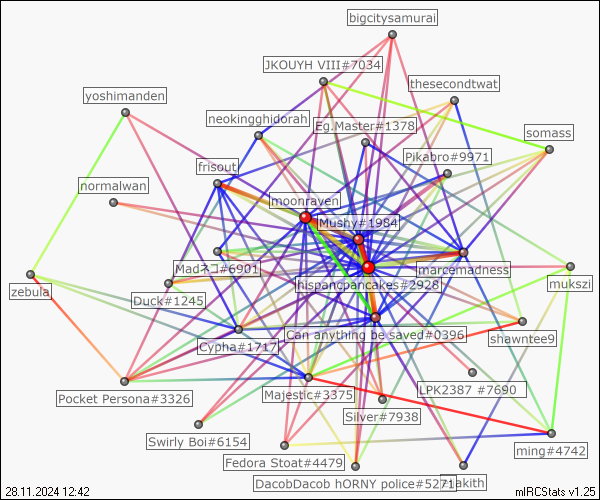 bigcitysamurai
JKOUYH VIII#7034
thesecondtwat
yoshimanden
neokingghidorah
Eg.Master#1378
somass
Pikabro#9971
frisout
normalwan
moonraven
Mushy#1984
Madネコ#6901
marcemadness
hispancpancakes#2928
mukszi
zebula
Duck#1245
Can anything be saved#0396
shawntee9
Cypha#1717
Pocket Persona#3326
Majestic#3375
LPK2387 #7690
Silver#7938
Swirly Boi#6154
ming#4742
Fedora Stoat#4479
DacobDacob hORNY police#5271
28.11.2024 12:42
mIRCStats v1.25